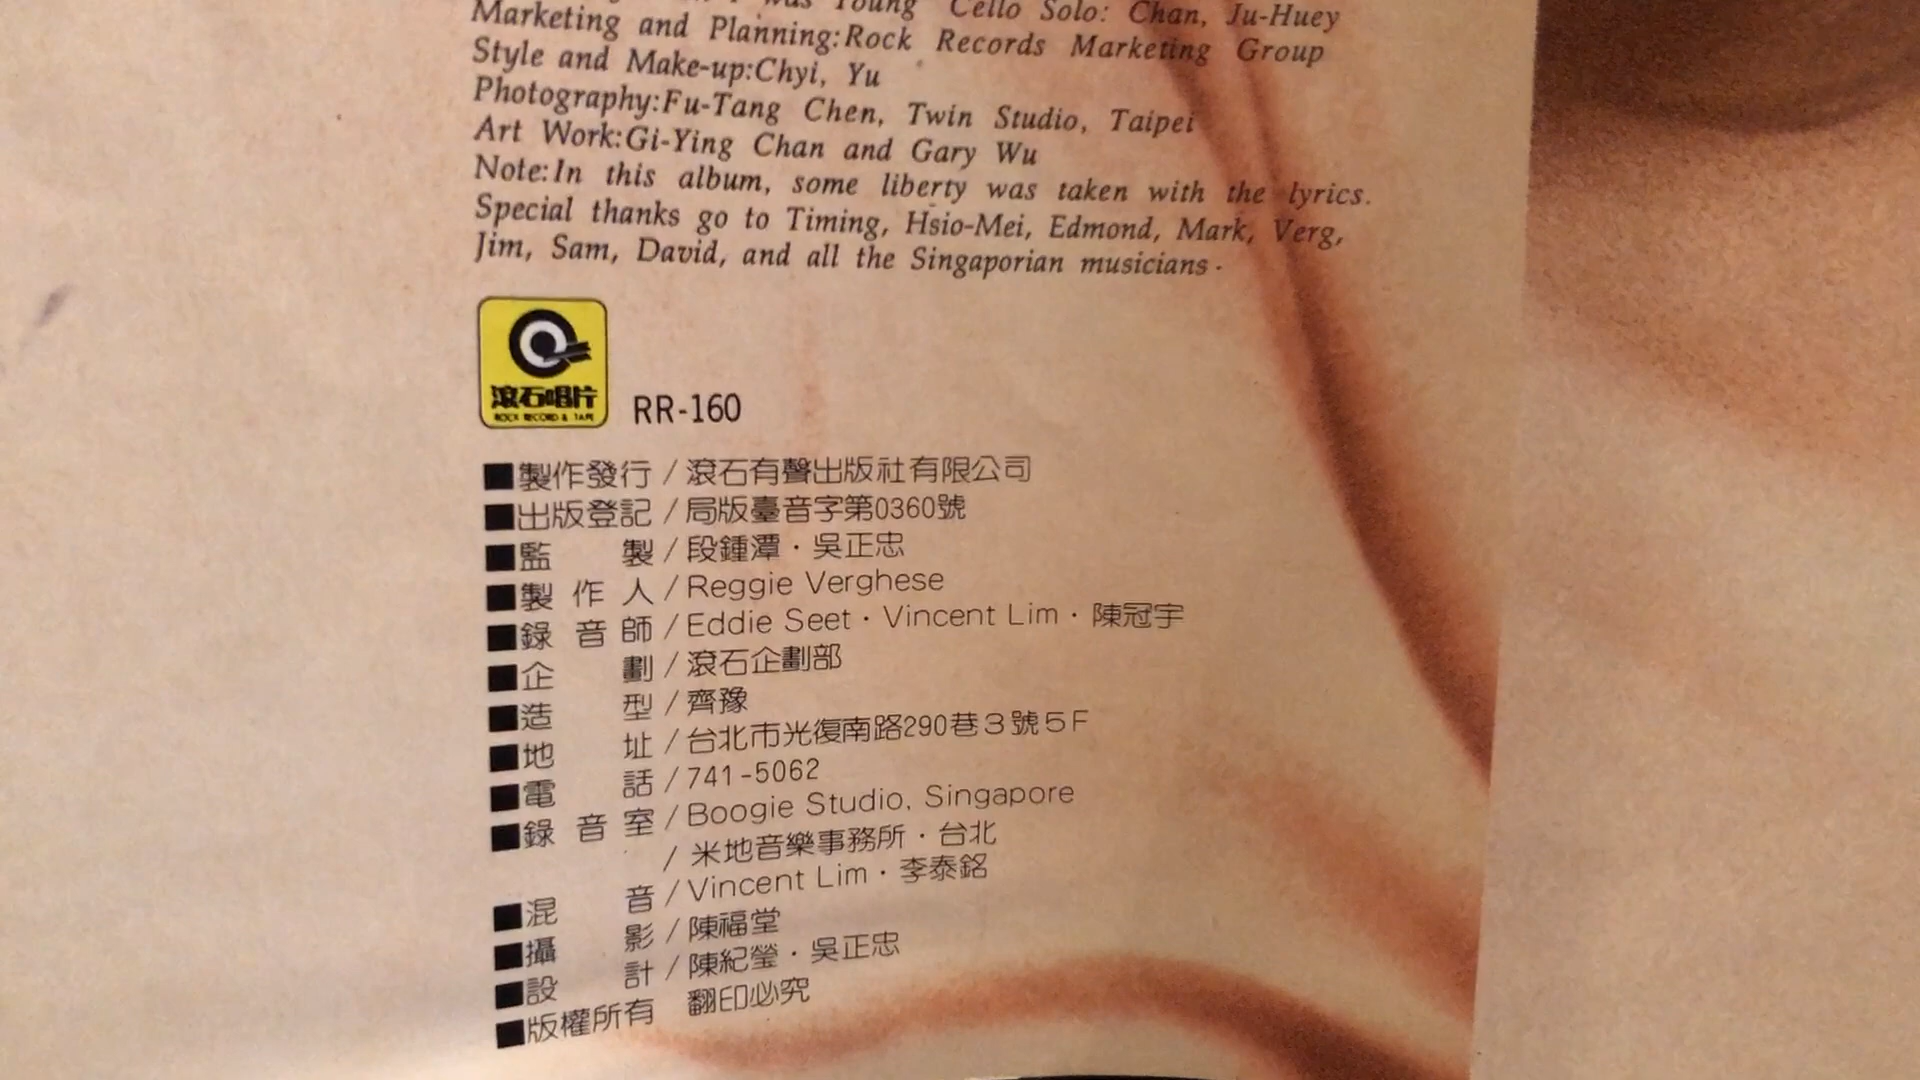 I was Young Cello Solo: Chan, Ju-Huey
Marketing and Planning:Rock Records Marketing Group
Style and Make-up:Chyi, Yu
Photography:Fu-Tang Chen, Twin Studio, Taipei
Art Work:Gi-Ying Chan and Gary Wu
Note:In this album, some liberty was taken with the lyrics.
Special thanks go to Timing, Hsio-Mei, Edmond, Mark, Verg,
Jim, Sam, David, and all the Singaporian musicians.
滾石唱片
ROCK RECORD & TAPE
RR-160
■製作發行/滾石有聲出版社有限公司
■出版登記/局版臺音字第0360號
■監 製/段鍾潭・吳正忠
■製作人/Reggie Verghese
■錄音師/Eddie Seet・Vincent Lim・陳冠宇
■企 劃/滾石企劃部
■造 型/齊豫
■地 址/台北市光復南路290巷3號5F
■電 話/741-5062
■錄音室/Boogie Studio, Singapore
/米地音樂事務所・台北
■混 音/Vincent Lim・李泰銘
■攝 影/陳福堂
■設 計/陳紀瑩・吳正忠
■版權所有 翻印必究